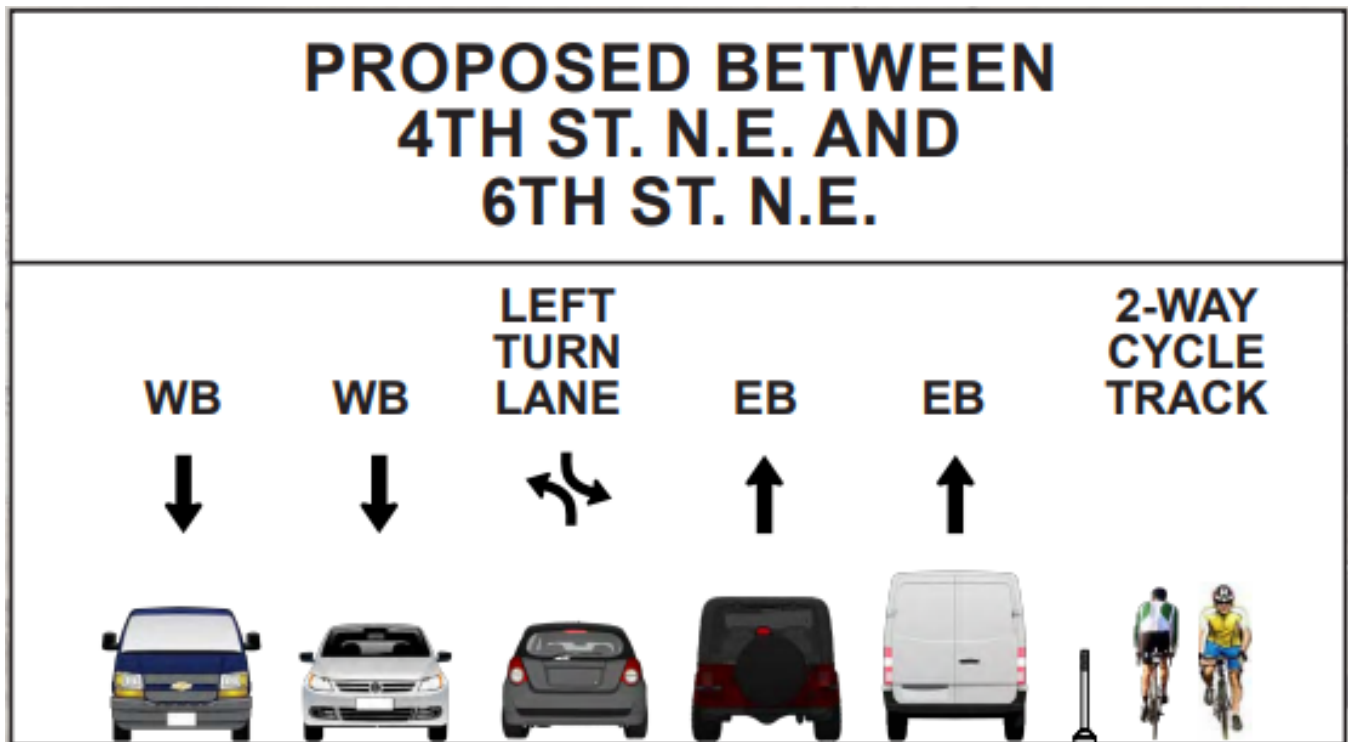 PROPOSED BETWEEN
4TH ST. N.E. AND
6TH ST. N.E.
WB
WB
LEFT
TURN
LANE
EB
EB
2-WAY
CYCLE
TRACK